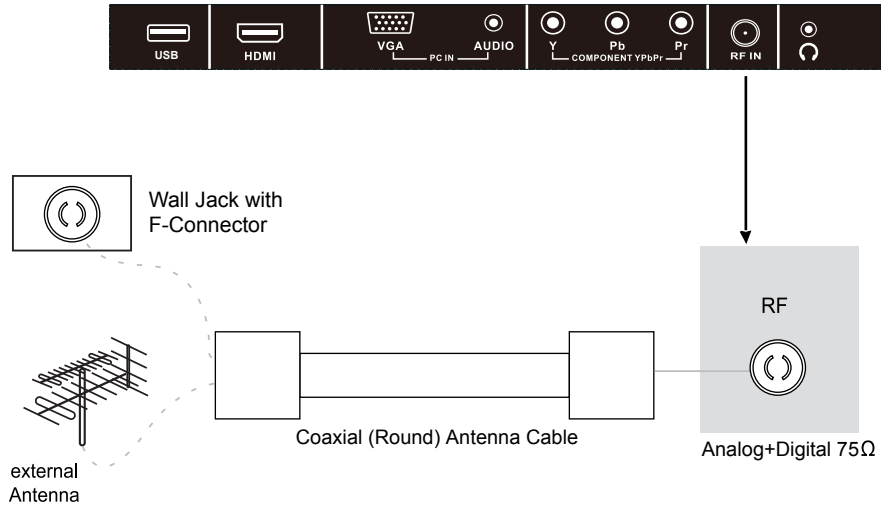 USB
HDMI
VGA
AUDIO
PC IN
Y
Pb
Pr
COMPONENT YPbPr
RF IN
Wall Jack with
F-Connector
RF
Coaxial (Round) Antenna Cable
Analog+Digital 75Ω
external
Antenna